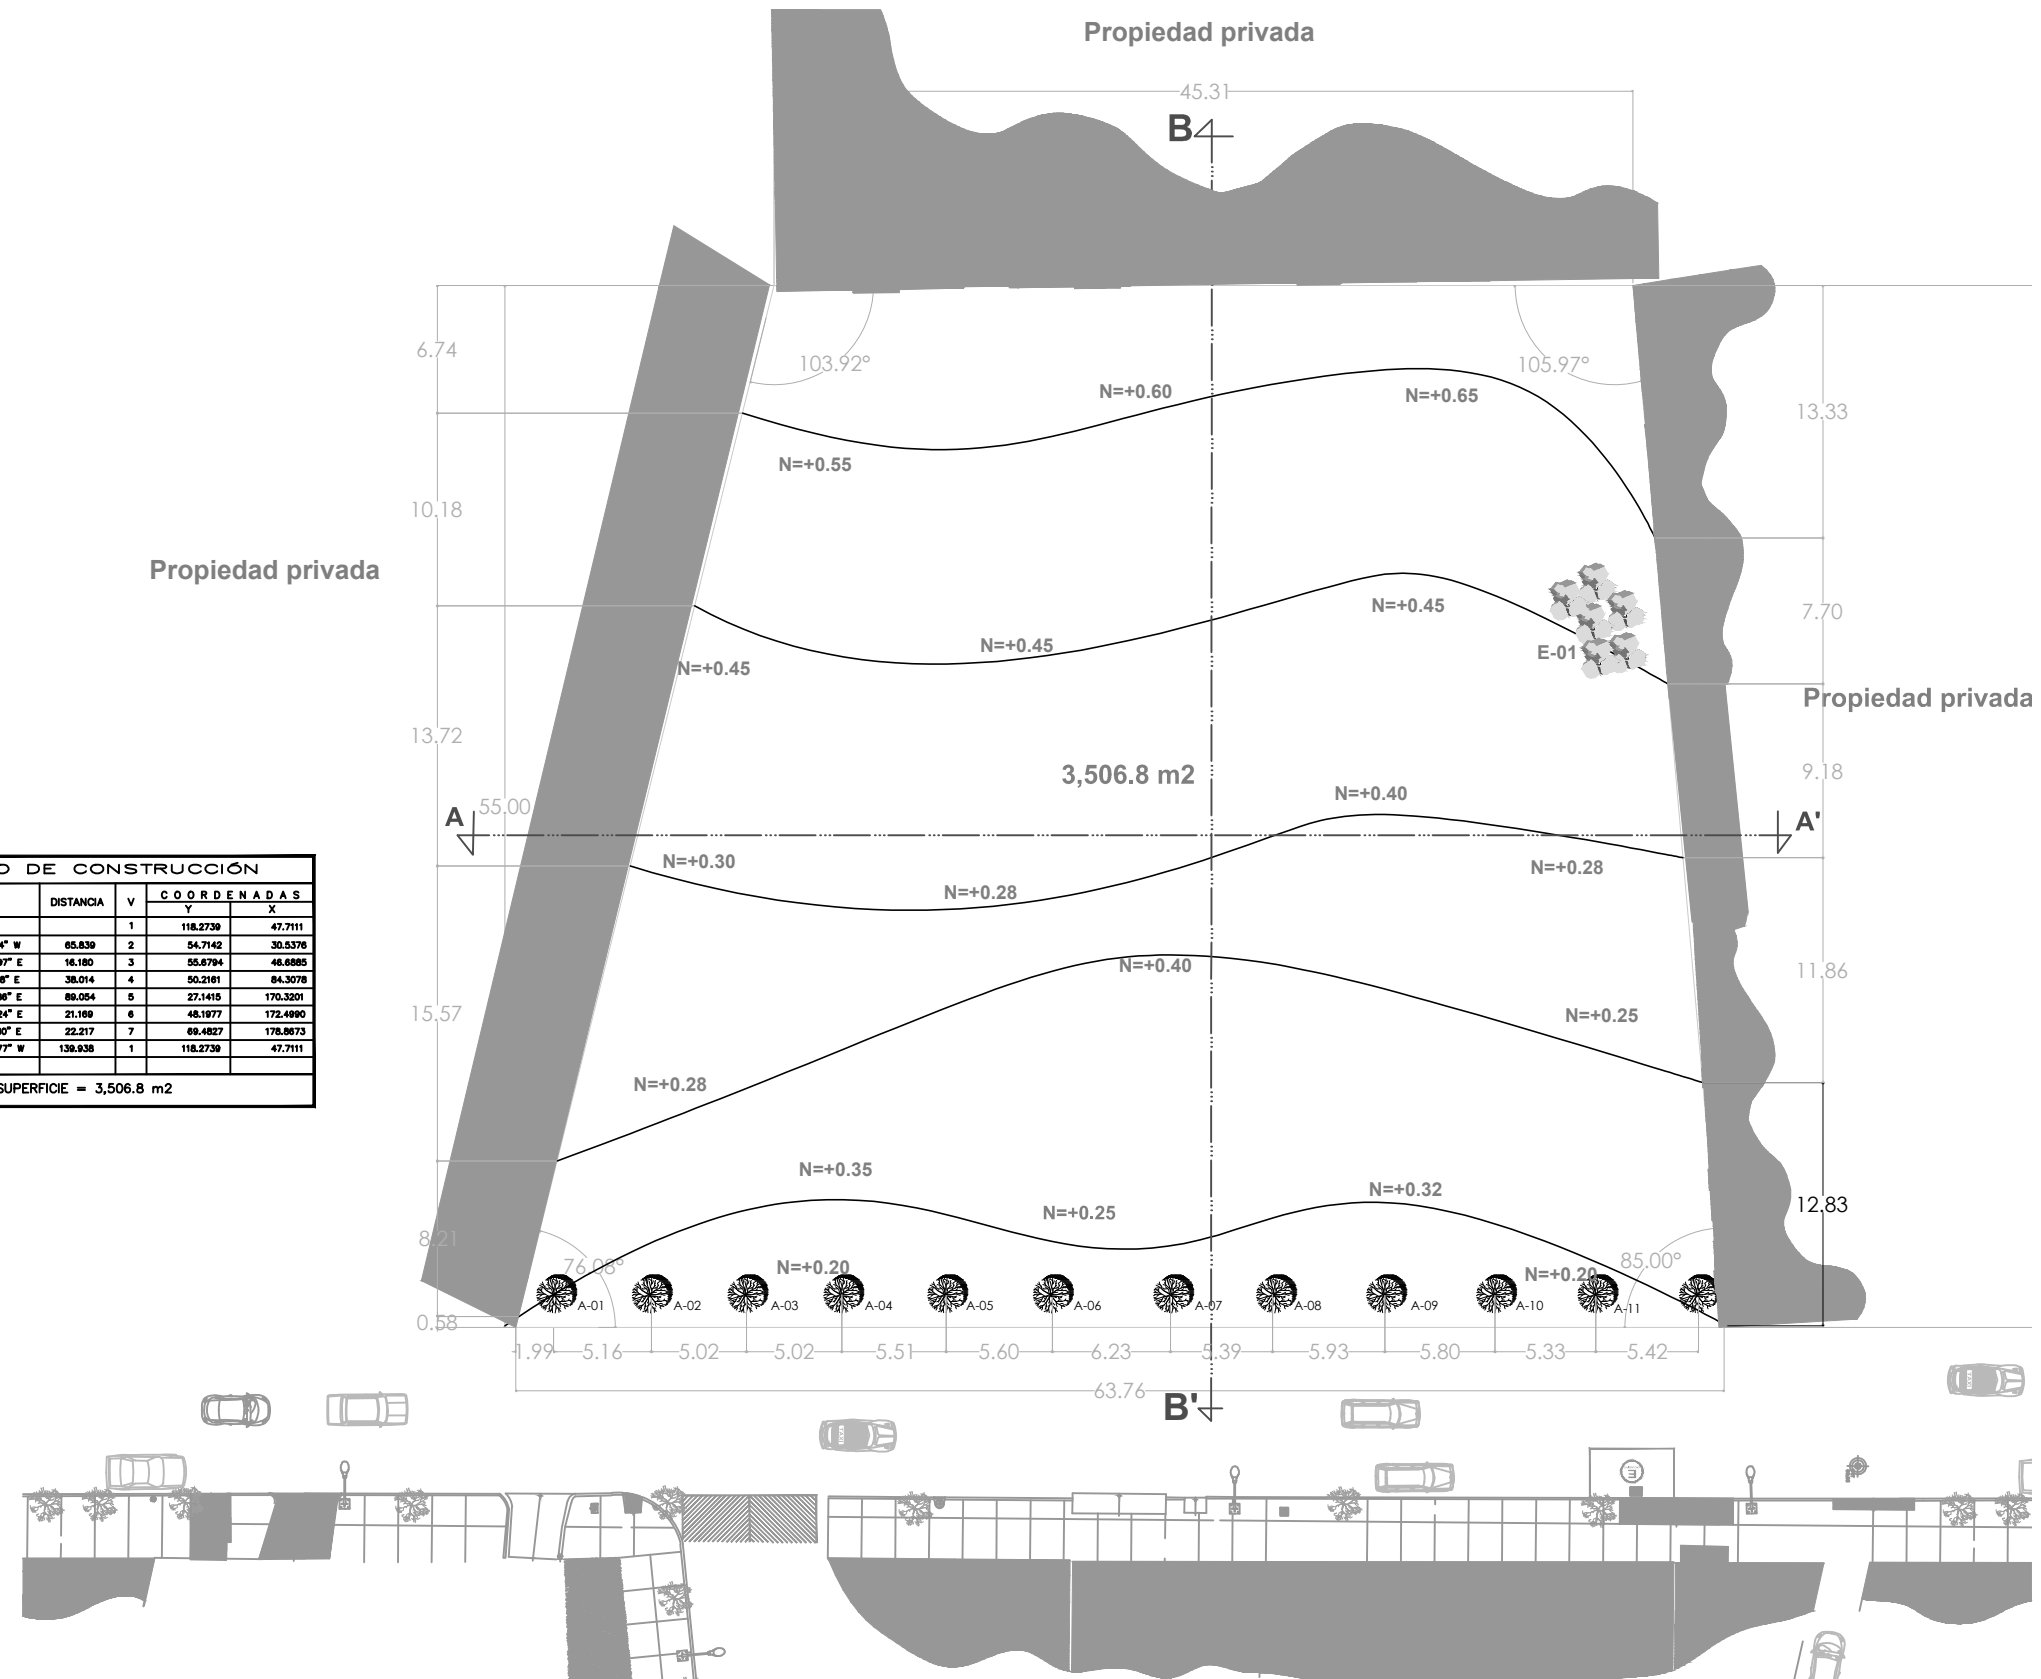 Propiedad privada
45.31
B
6.74
103.92°
105.97°
N=+0.60
N=+0.65
13.33
N=+0.55
10.18
Propiedad privada
N=+0.45
7.70
N=+0.45
E-01
N=+0.45
Propiedad privada
13.72
3,506.8 m2
9.18
N=+0.40
55.00
A
A'
N=+0.30
N=+0.28
N=+0.28
O DE CONSTRUCCIÓN
DISTANCIA V COORDENADAS
Y X
1 118.2739 47.7111
4" W 65.839 2 54.7142 30.5376
97" E 16.180 3 55.6794 46.6885
6" E 38.014 4 50.2161 84.3078
86" E 89.054 5 27.1415 170.3201
24" E 21.169 6 48.1977 172.4990
0" E 22.217 7 69.4827 178.8673
77" W 139.938 1 118.2739 47.7111
SUPERFICIE = 3,506.8 m2
N=+0.40
11.86
15.57
N=+0.25
N=+0.28
N=+0.35
N=+0.32
12.83
N=+0.25
8.21
76.08°
N=+0.20
N=+0.20
85.00°
A-01 A-02 A-03 A-04 A-05 A-06 A-07 A-08 A-09 A-10 A-11
0.58
1.99 5.16 5.02 5.02 5.51 5.60 6.23 5.39 5.93 5.80 5.33 5.42
63.76
B'
TAXI
TAXI
E